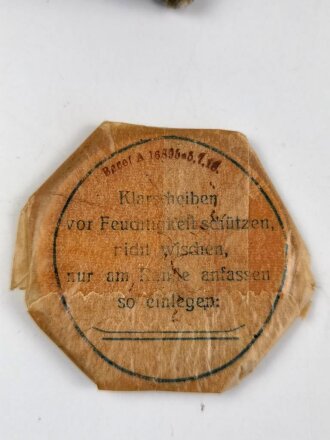 Klarscheiben
vor Feuchtigkeit schützen,
nicht wischen,
nur am Rande anfassen
so einlegen: